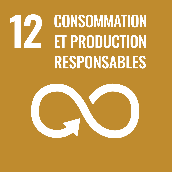 12 CONSOMMATION
ET PRODUCTION
RESPONSABLES